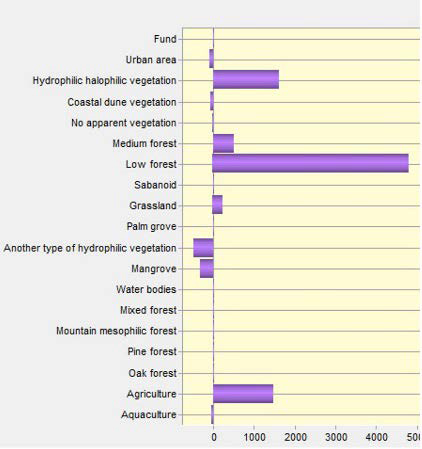 Fund
Urban area
Hydrophilic halophilic vegetation
Coastal dune vegetation
No apparent vegetation
Medium forest
Low forest
Sabanoid
Grassland
Palm grove
Another type of hydrophilic vegetation
Mangrove
Water bodies
Mixed forest
Mountain mesophilic forest
Pine forest
Oak forest
Agriculture
Aquaculture
0 1000 2000 3000 4000 500